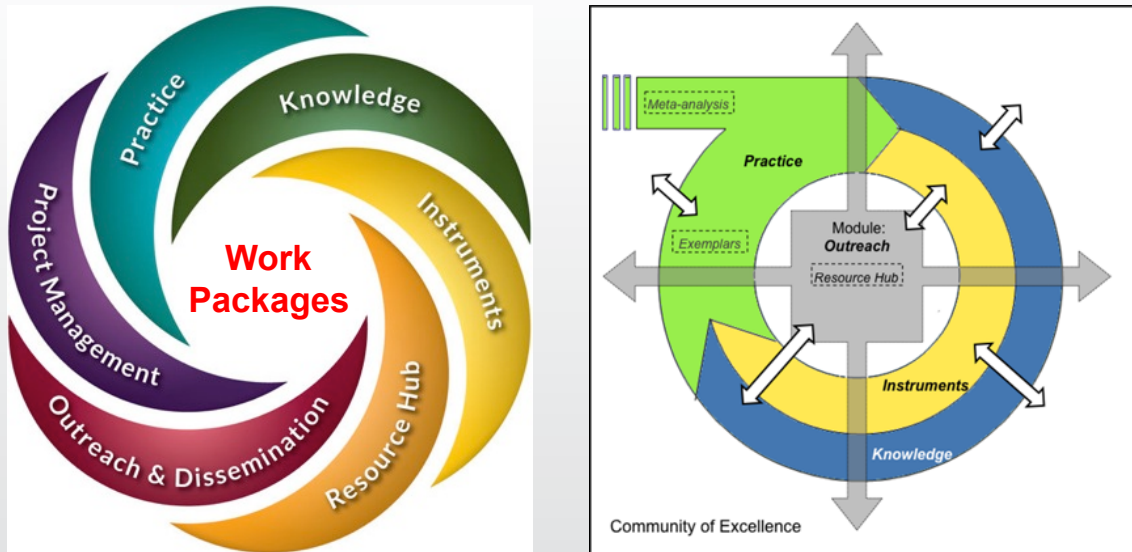 Practice
Knowledge
Instruments
Project Management
Work
Packages
Outreach & Dissemination
Resource Hub
Meta-analysis
Practice
Exemplars
Module:
Outreach
Resource Hub
Instruments
Knowledge
Community of Excellence